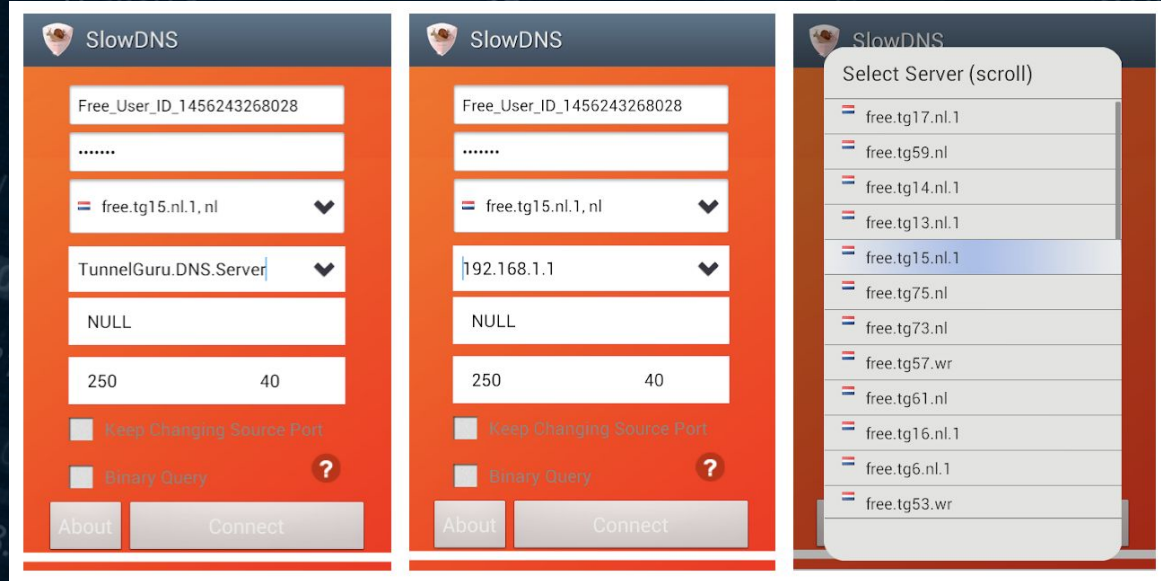 SlowDNS
Free_User_ID_1456243268028
•••••••
free.tg15.nl.1, nl
TunnelGuru.DNS.Server
NULL
250 40
Keep Changing Source Port
Binary Query ?
About Connect
SlowDNS
Free_User_ID_1456243268028
•••••••
free.tg15.nl.1, nl
192.168.1.1
NULL
250 40
Keep Changing Source Port
Binary Query ?
About Connect
SlowDNS
Select Server (scroll)
free.tg17.nl.1
free.tg59.nl
free.tg14.nl.1
free.tg13.nl.1
free.tg15.nl.1
free.tg75.nl
free.tg73.nl
free.tg57.wr
free.tg61.nl
free.tg16.nl.1
free.tg6.nl.1
free.tg53.wr